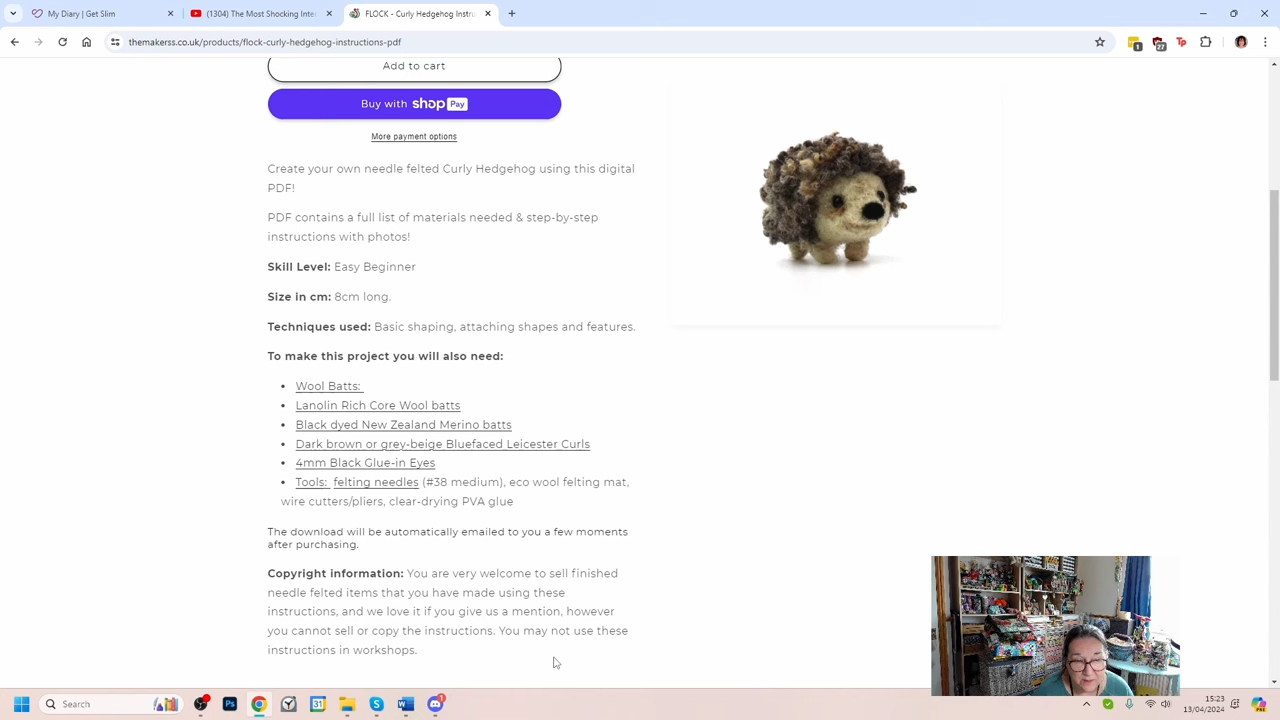 My Diary | Get Slim
(1304) The Most Shocking Inte
FLOCK - Curly Hedgehog Instru
themakerss.co.uk/products/flock-curly-hedgehog-instructions-pdf
1
27
Add to cart
Buy with shop Pay
More payment options
Create your own needle felted Curly Hedgehog using this digital
PDF!
PDF contains a full list of materials needed & step-by-step
instructions with photos!
Skill Level: Easy Beginner
Size in cm: 8cm long.
Techniques used: Basic shaping, attaching shapes and features.
To make this project you will also need:
• Wool Batts:
• Lanolin Rich Core Wool batts
• Black dyed New Zealand Merino batts
• Dark brown or grey-beige Bluefaced Leicester Curls
• 4mm Black Glue-in Eyes
• Tools: felting needles (#38 medium), eco wool felting mat,
wire cutters/pliers, clear-drying PVA glue
The download will be automatically emailed to you a few moments
after purchasing.
Copyright information: You are very welcome to sell finished
needle felted items that you have made using these
instructions, and we love it if you give us a mention, however
you cannot sell or copy the instructions. You may not use these
instructions in workshops.
Search
15:23
13/04/2024